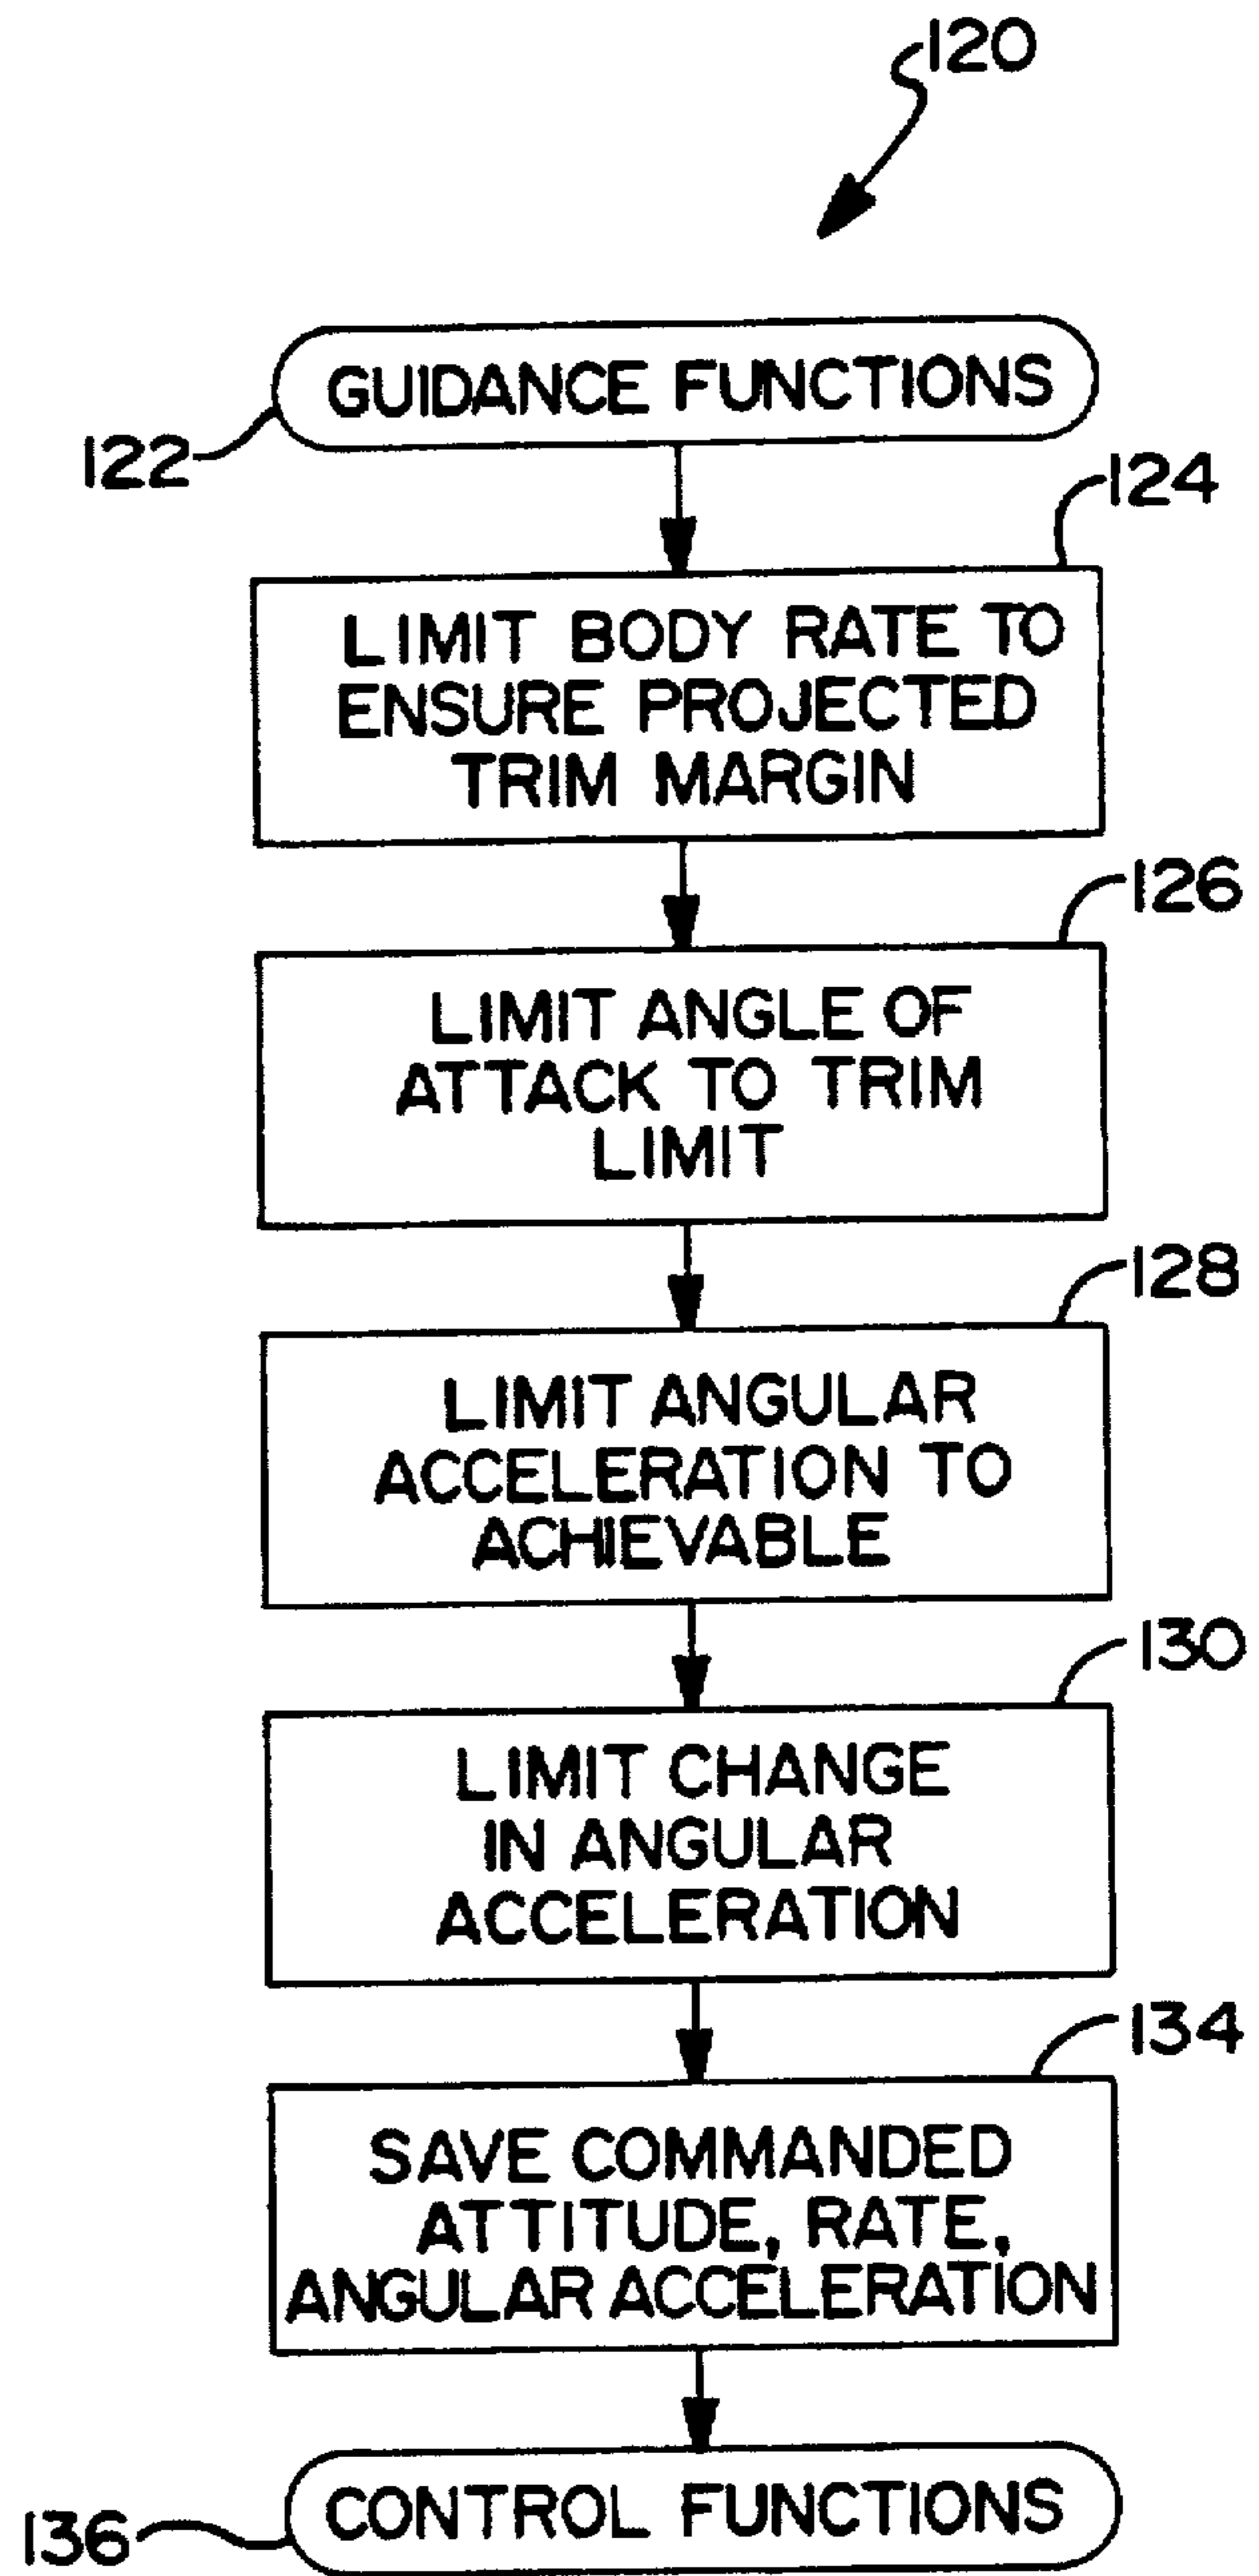 120
GUIDANCE FUNCTIONS
122
124
LIMIT BODY RATE TO
ENSURE PROJECTED
TRIM MARGIN
126
LIMIT ANGLE OF
ATTACK TO TRIM
LIMIT
128
LIMIT ANGULAR
ACCELERATION TO
ACHIEVABLE
130
LIMIT CHANGE
IN ANGULAR
ACCELERATION
134
SAVE COMMANDED
ATTITUDE, RATE,
ANGULAR ACCELERATION
CONTROL FUNCTIONS
136